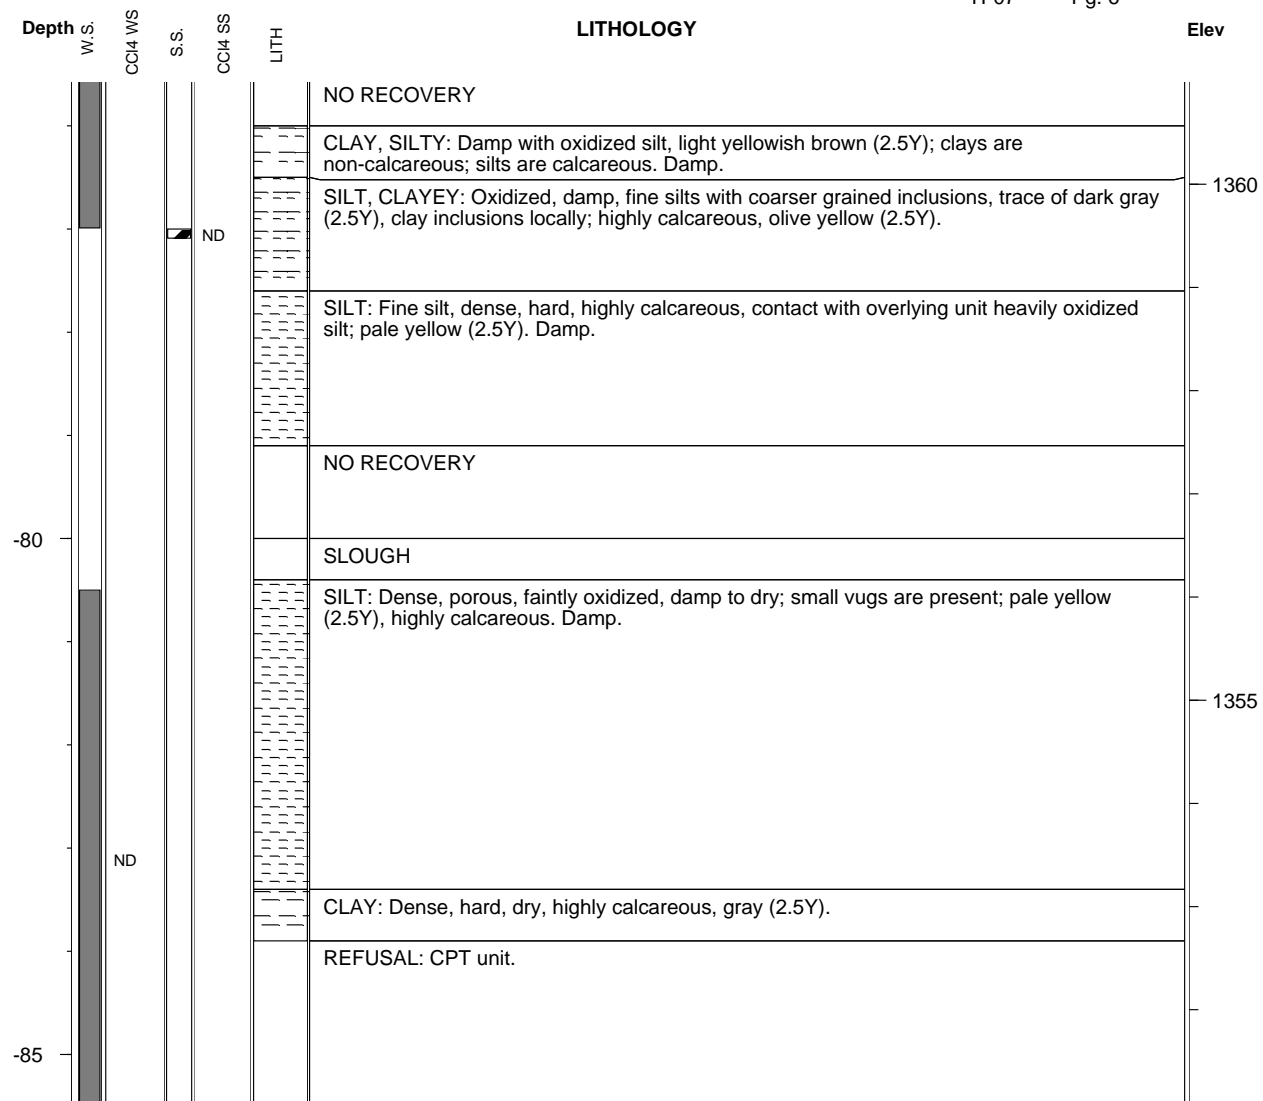 Depth W.S. CCl4 WS S.S. CCl4 SS LITH LITHOLOGY Elev
NO RECOVERY
CLAY, SILTY: Damp with oxidized silt, light yellowish brown (2.5Y); clays are
non-calcareous; silts are calcareous. Damp.
1360
SILT, CLAYEY: Oxidized, damp, fine silts with coarser grained inclusions, trace of dark gray
(2.5Y), clay inclusions locally; highly calcareous, olive yellow (2.5Y).
ND
SILT: Fine silt, dense, hard, highly calcareous, contact with overlying unit heavily oxidized
silt; pale yellow (2.5Y). Damp.
NO RECOVERY
-80
SLOUGH
SILT: Dense, porous, faintly oxidized, damp to dry; small vugs are present; pale yellow
(2.5Y), highly calcareous. Damp.
1355
ND
CLAY: Dense, hard, dry, highly calcareous, gray (2.5Y).
REFUSAL: CPT unit.
-85